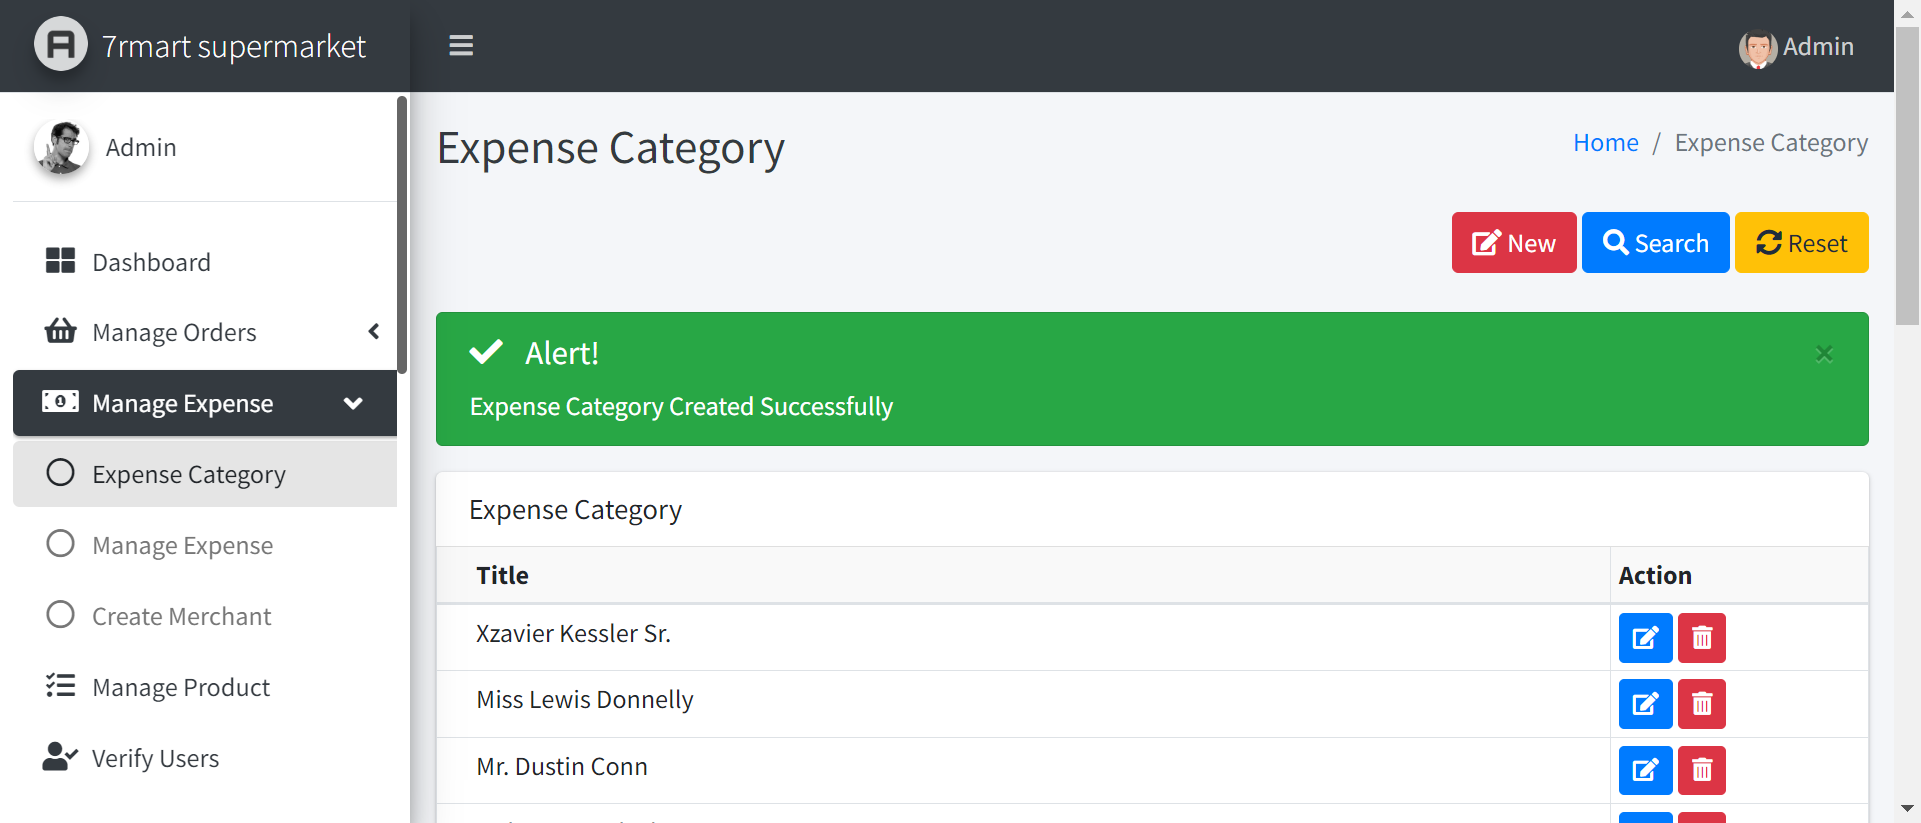 7rmart supermarket
Admin
Admin
Dashboard
Manage Orders
Manage Expense
Expense Category
Manage Expense
Create Merchant
Manage Product
Verify Users
Expense Category
Home / Expense Category
New Search Reset
Alert!
×
Expense Category Created Successfully
Expense Category
Title Action
Xzavier Kessler Sr.
Miss Lewis Donnelly
Mr. Dustin Conn